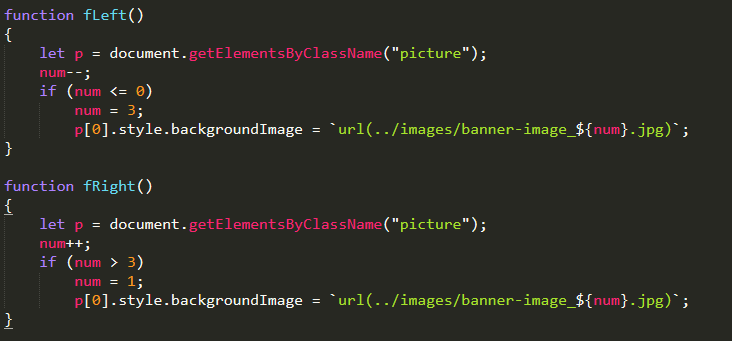 function fLeft()
{
    let p = document.getElementsByClassName("picture");
    num--;
    if (num <= 0)
        num = 3;
        p[0].style.backgroundImage = `url(../images/banner-image_${num}.jpg)`;
}

function fRight()
{
    let p = document.getElementsByClassName("picture");
    num++;
    if (num > 3)
        num = 1;
        p[0].style.backgroundImage = `url(../images/banner-image_${num}.jpg)`;
}